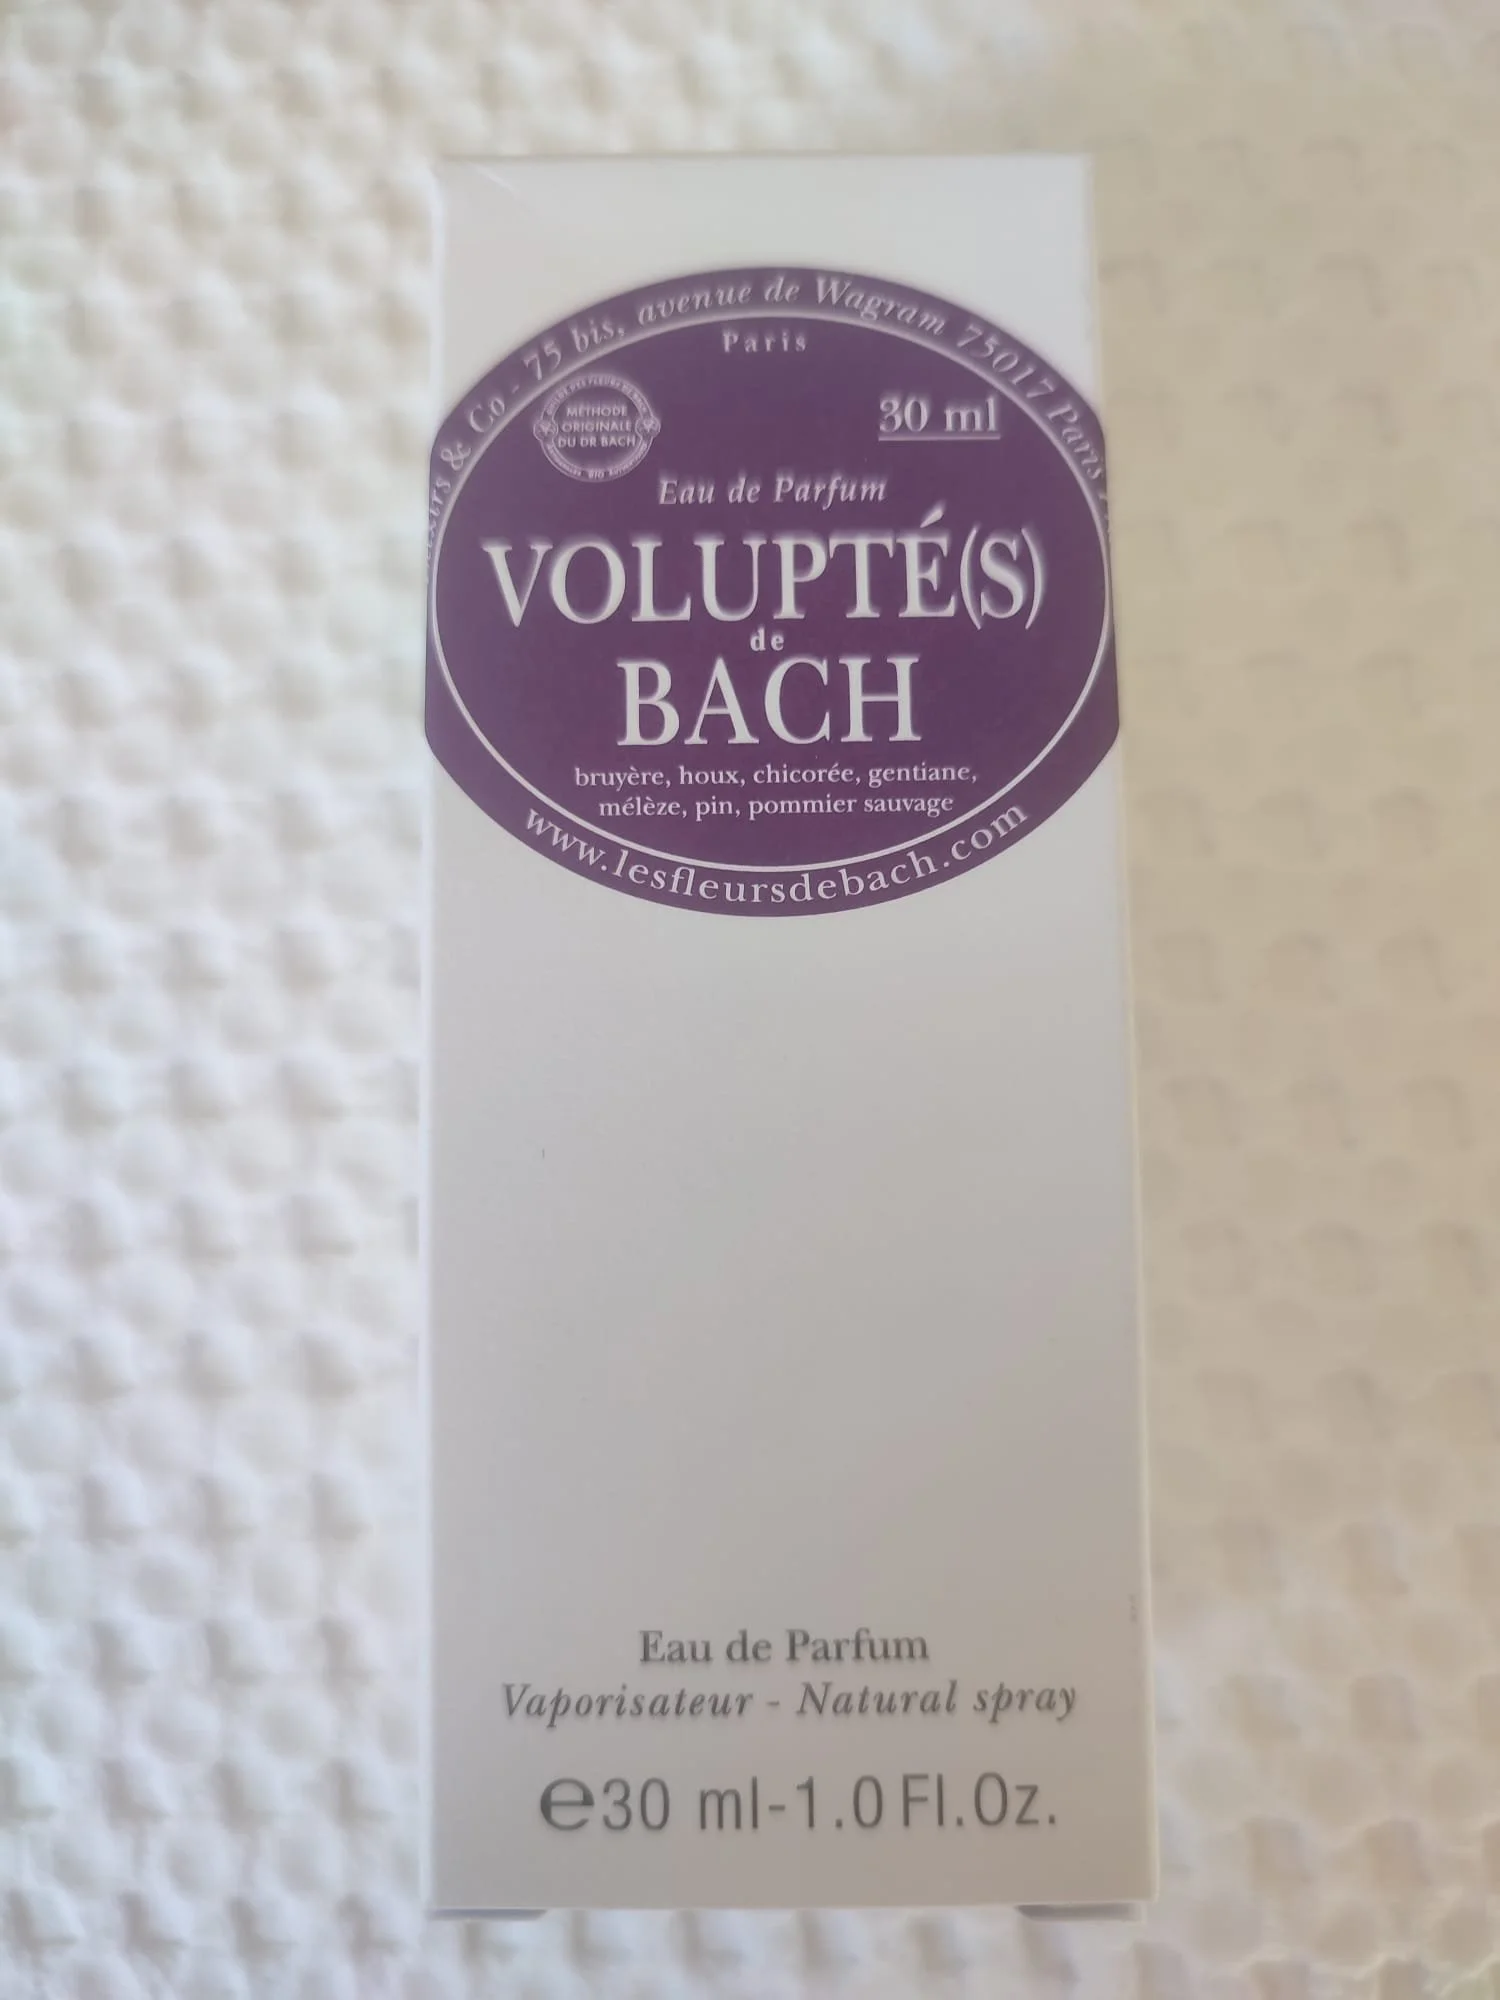 & Co - 75 bis, avenue de Wagram 75017 Paris
Paris
MÉTHODE
ORIGINALE
DU DR BACH
30 ml
Eau de Parfum
VOLUPTÉ(S)
de
BACH
bruyère, houx, chicorée, gentiane,
mélèze, pin, pommier sauvage
www.lesfleursdebach.com
Eau de Parfum
Vaporisateur - Natural spray
℮30 ml-1.0 Fl.Oz.